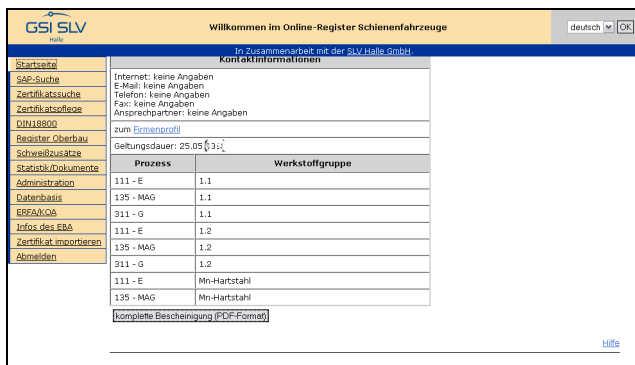 GSI SLV
Halle
Willkommen im Online-Register Schienenfahrzeuge
deutsch OK
In Zusammenarbeit mit der SLV Halle GmbH.
Startseite
SAP-Suche
Zertifikatssuche
Zertifikatspflege
DIN18800
Register Oberbau
Schweißzusätze
Statistik/Dokumente
Administration
Datenbasis
ERFA/KOA
Infos des EBA
Zertifikat importieren
Abmelden
Kontaktinformationen
Internet: keine Angaben
E-Mail: keine Angaben
Telefon: keine Angaben
Fax: keine Angaben
Ansprechpartner: keine Angaben
zum Firmenprofil
Geltungsdauer: 25.05
Prozess Werkstoffgruppe
111 - E 1.1
135 - MAG 1.1
311 - G 1.1
111 - E 1.2
135 - MAG 1.2
311 - G 1.2
111 - E Mn-Hartstahl
135 - MAG Mn-Hartstahl
komplette Bescheinigung (PDF-Format)
Hilfe